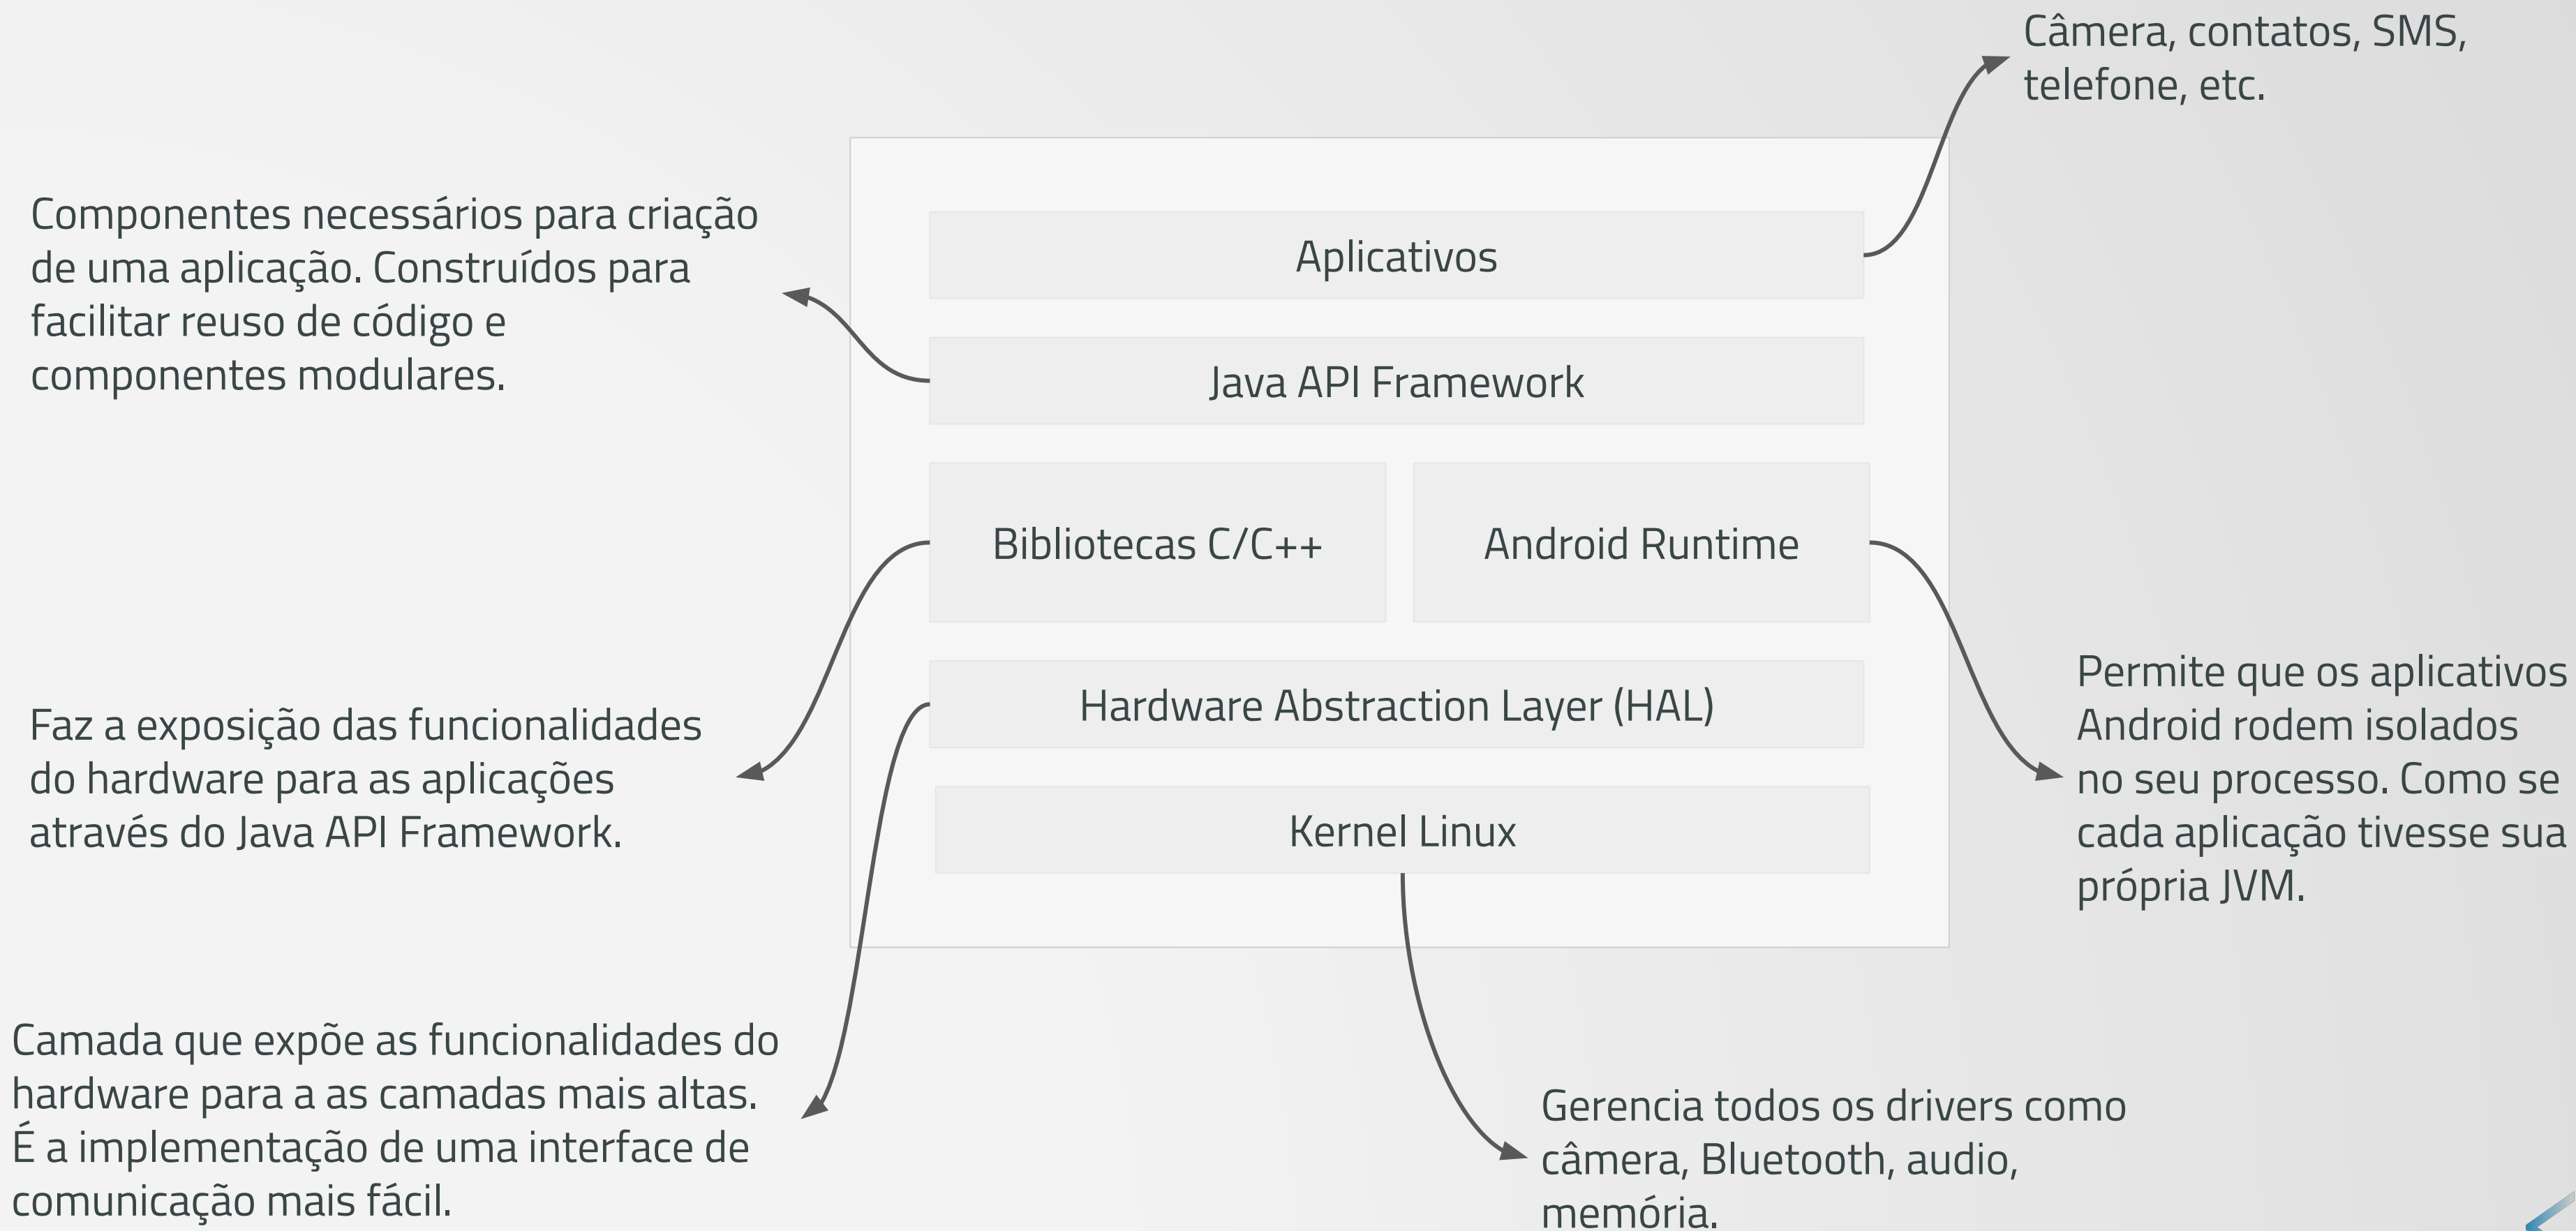 Câmera, contatos, SMS,
telefone, etc.
Componentes necessários para criação
de uma aplicação. Construídos para
facilitar reuso de código e
componentes modulares.
Aplicativos
Java API Framework
Bibliotecas C/C++
Android Runtime
Hardware Abstraction Layer (HAL)
Kernel Linux
Faz a exposição das funcionalidades
do hardware para as aplicações
através do Java API Framework.
Permite que os aplicativos
Android rodem isolados
no seu processo. Como se
cada aplicação tivesse sua
própria JVM.
Camada que expõe as funcionalidades do
hardware para a as camadas mais altas.
É a implementação de uma interface de
comunicação mais fácil.
Gerencia todos os drivers como
câmera, Bluetooth, audio,
memória.